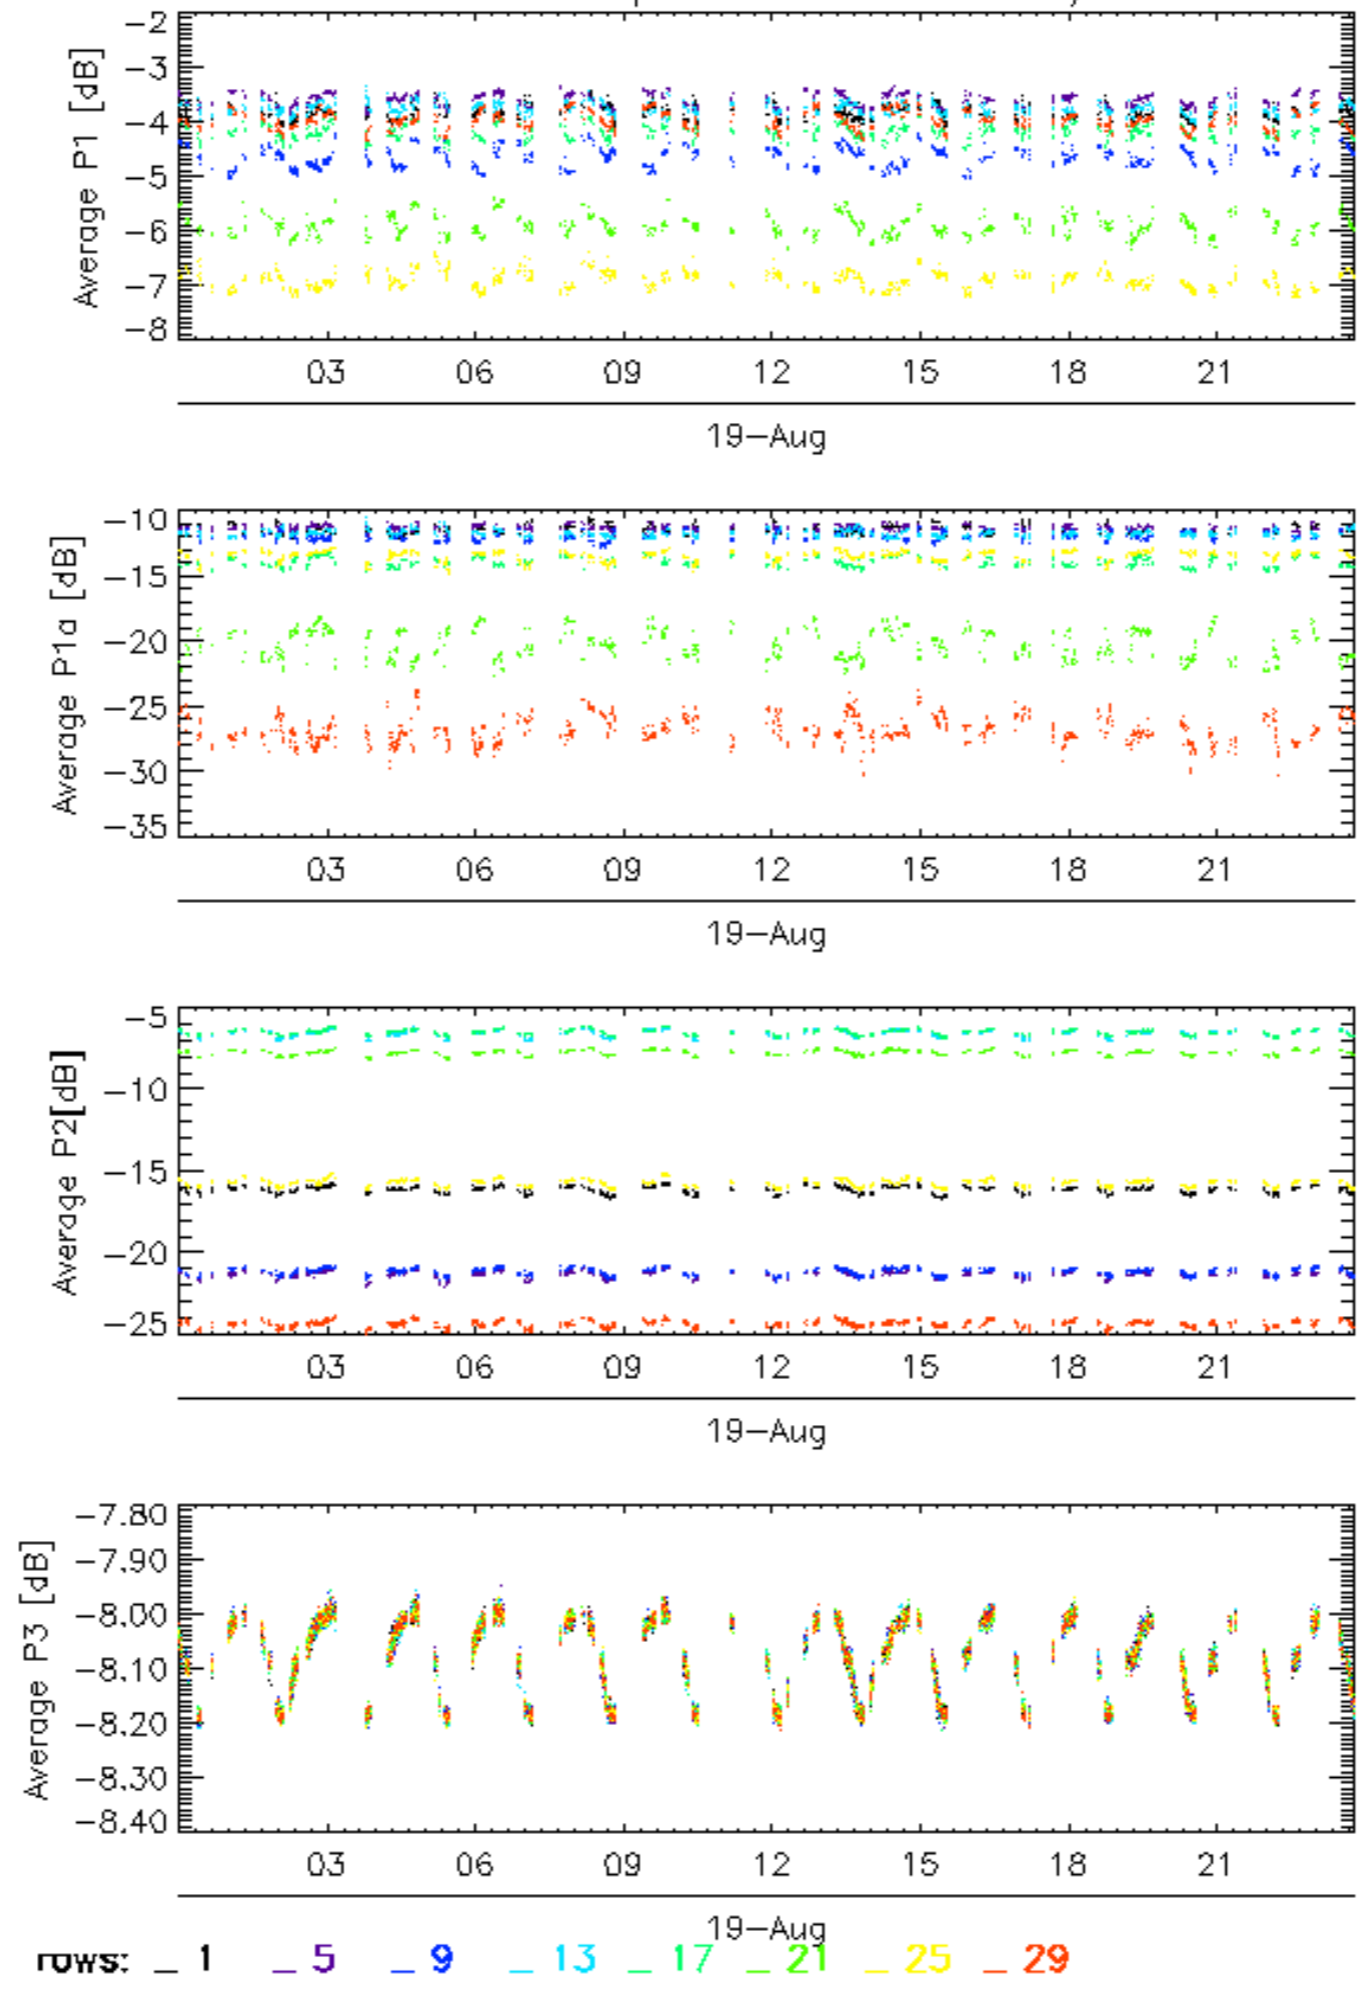 Average P1 [dB]
-2
-3
-4
-5
-6
-7
-8
03 06 09 12 15 18 21
19-Aug
Average P1a [dB]
-10
-15
-20
-25
-30
-35
03 06 09 12 15 18 21
19-Aug
Average P2[dB]
-5
-10
-15
-20
-25
03 06 09 12 15 18 21
19-Aug
Average P3 [dB]
-7.80
-7.90
-8.00
-8.10
-8.20
-8.30
-8.40
03 06 09 12 15 18 21
19-Aug
rows: _ 1 _ 5 _ 9 _ 13 _ 17 _ 21 _ 25 _ 29